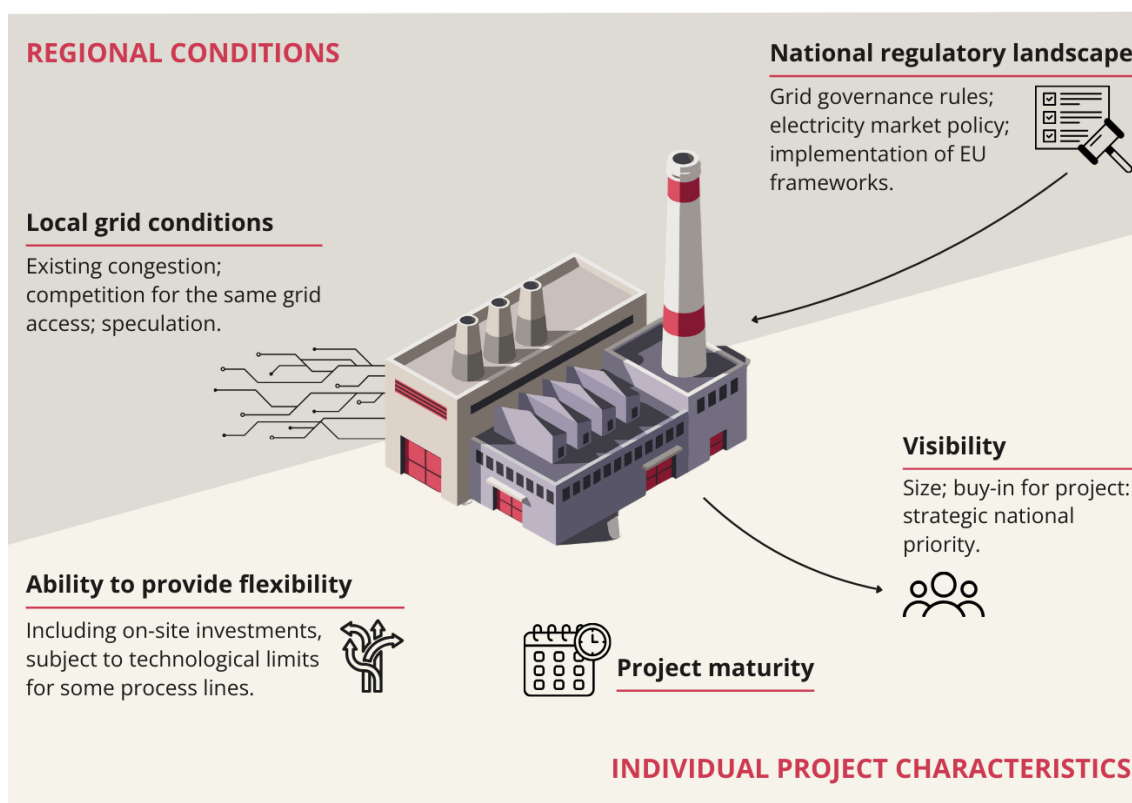 REGIONAL CONDITIONS
National regulatory landscape
Grid governance rules;
electricity market policy;
implementation of EU
frameworks.
Local grid conditions
Existing congestion;
competition for the same grid
access; speculation.
Visibility
Size; buy-in for project:
strategic national
priority.
Ability to provide flexibility
Including on-site investments,
subject to technological limits
for some process lines.
Project maturity
INDIVIDUAL PROJECT CHARACTERISTICS